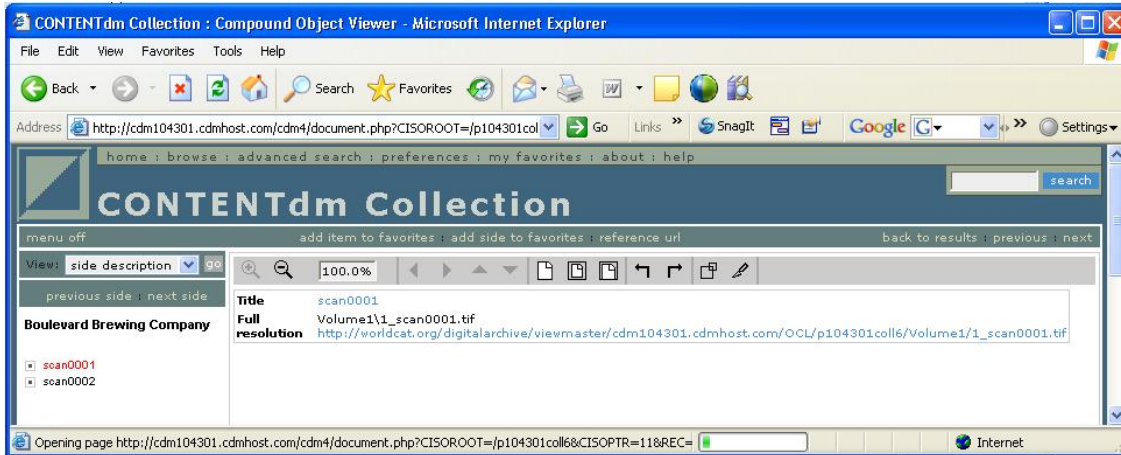 CONTENTdm Collection : Compound Object Viewer - Microsoft Internet Explorer
File Edit View Favorites Tools Help
Back Search Favorites
Address http://cdm104301.cdmhost.com/cdm4/document.php?CISOROOT=/p104301col Go Links » SnagIt Google G » Settings
home : browse : advanced search : preferences : my favorites : about : help
search
CONTENTdm Collection
menu off add item to favorites : add side to favorites : reference url back to results : previous : next
View: side description go 100.0%
previous side : next side
Title scan0001
Full resolution Volume1\1_scan0001.tif
http://worldcat.org/digitalarchive/viewmaster/cdm104301.cdmhost.com/OCL/p104301coll6/Volume1/1_scan0001.tif
Boulevard Brewing Company
scan0001
scan0002
Opening page http://cdm104301.cdmhost.com/cdm4/document.php?CISOROOT=/p104301coll6&CISOPTR=11&REC= Internet